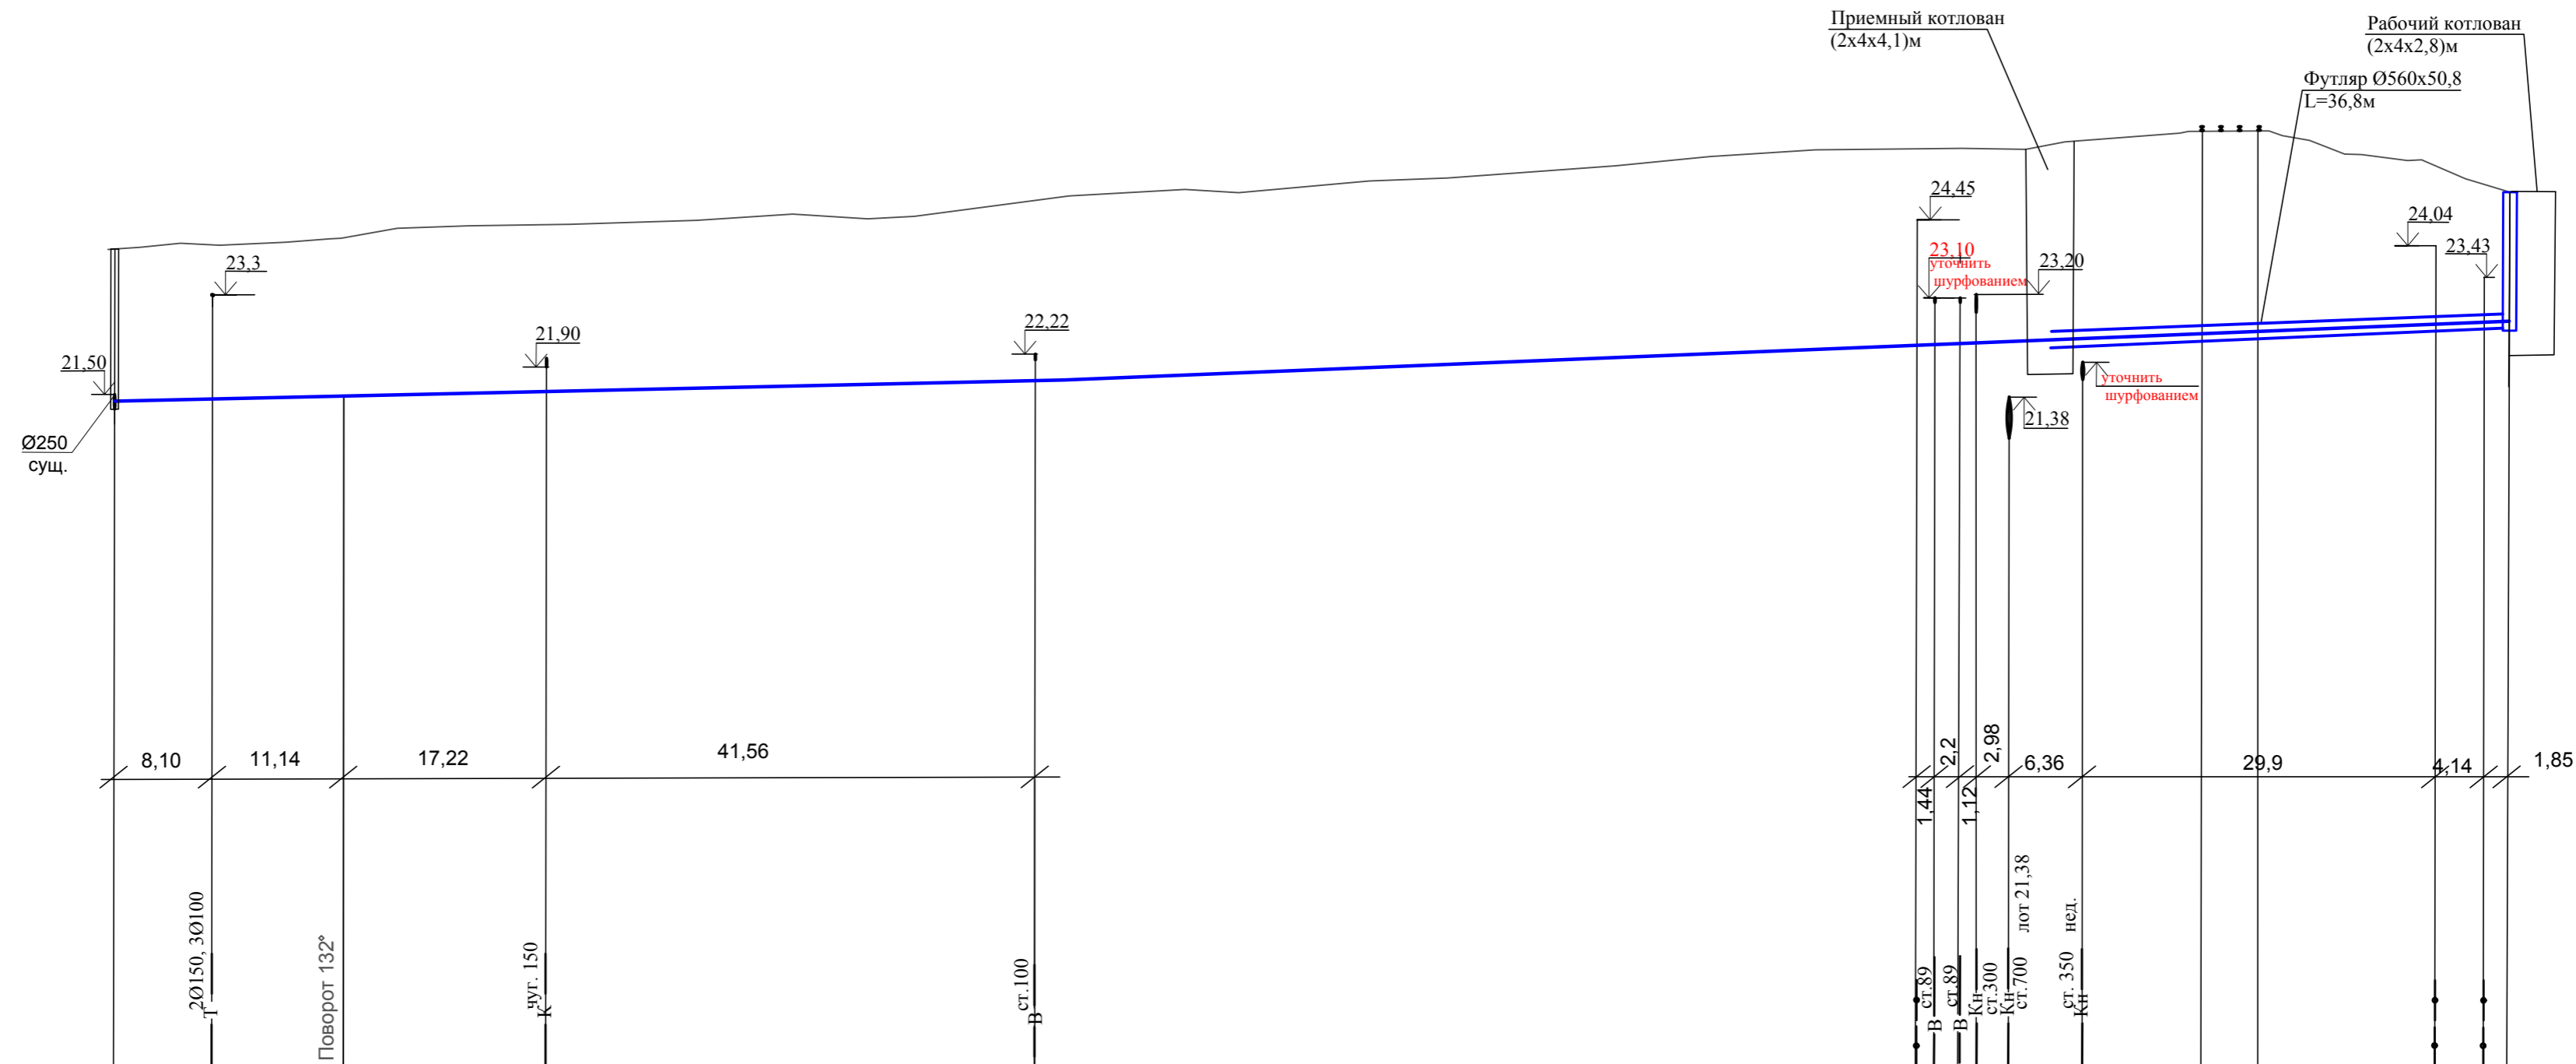 Приемный котлован
(2х4х4,1)м
Рабочий котлован
(2х4х2,8)м
Футляр Ø560х50,8
L=36,8м
24,45
24,04
23,10
уточнить
шурфованием
23,20
23,43
23,3
21,90
22,22
21,50
уточнить
шурфованием
21,38
Ø250
сущ.
8,10
11,14
17,22
41,56
1,44
2,2
1,12
2,98
6,36
29,9
4,14
1,85
2Ø150, 3Ø100
Т
Поворот 132°
чуг. 150
К
ст.100
В
ст.89
В
ст.89
В
Кн
ст.300
Кн
ст.700
лот 21,38
ст. 350
нед.
Кн